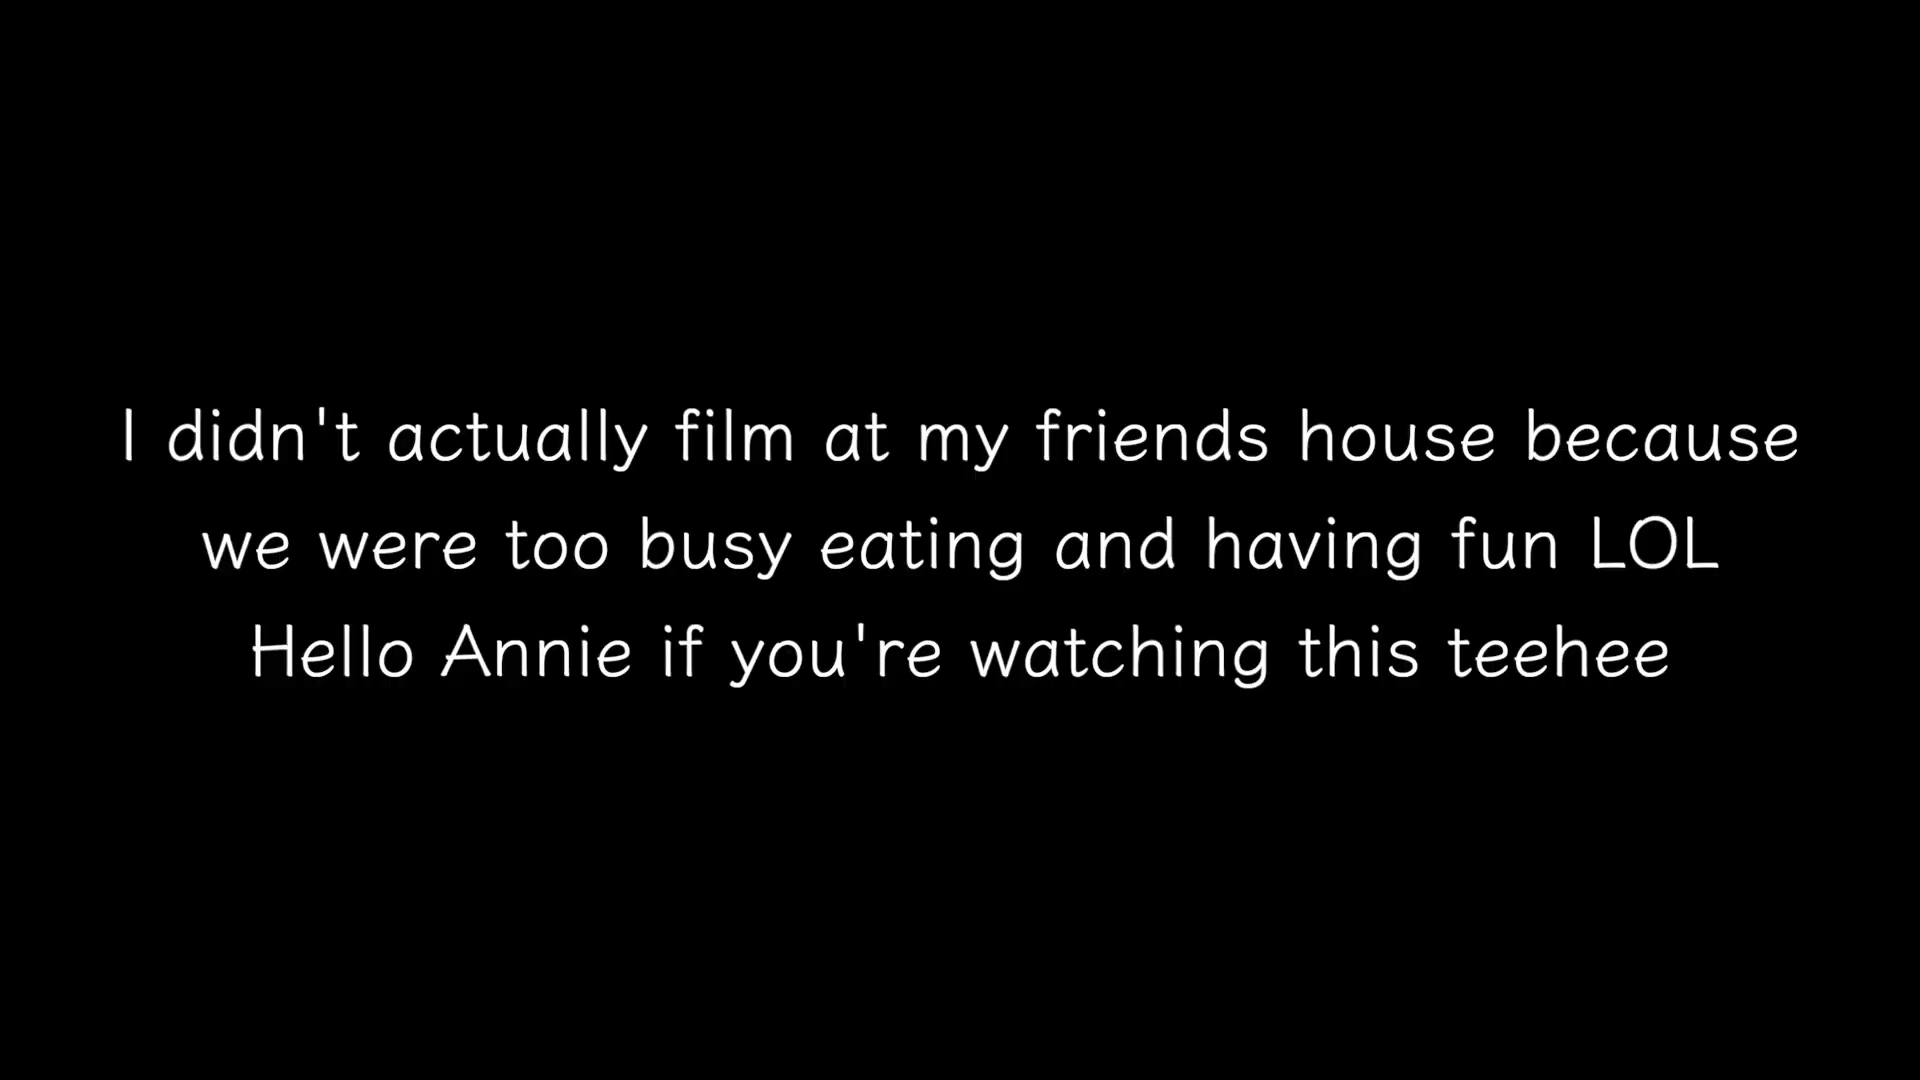 I didn't actually film at my friends house because
we were too busy eating and having fun LOL
Hello Annie if you're watching this teehee